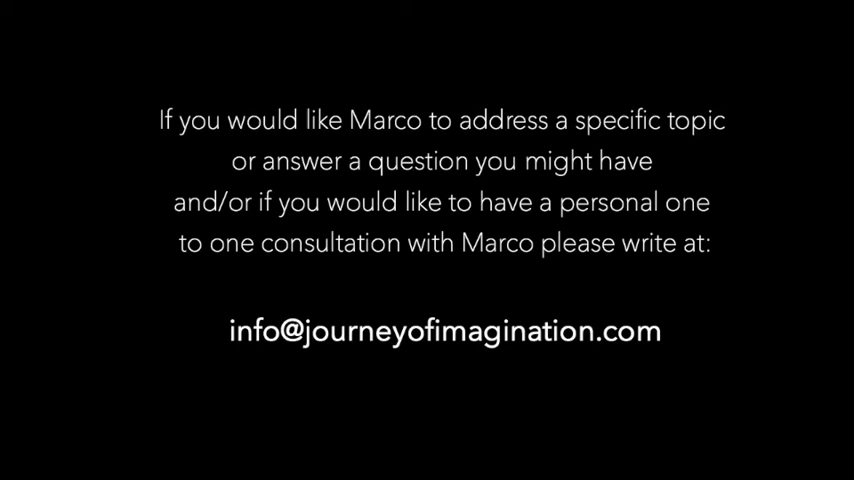 If you would like Marco to address a specific topic
or answer a question you might have
and/or if you would like to have a personal one
to one consultation with Marco please write at:
info@journeyofimagination.com